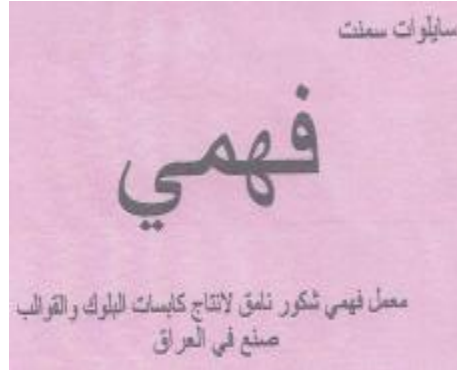 سايلوات سمنت
فهمي
معمل فهمي شكور نامق لانتاج كابسات البلوك والقوالب
صنع في العراق